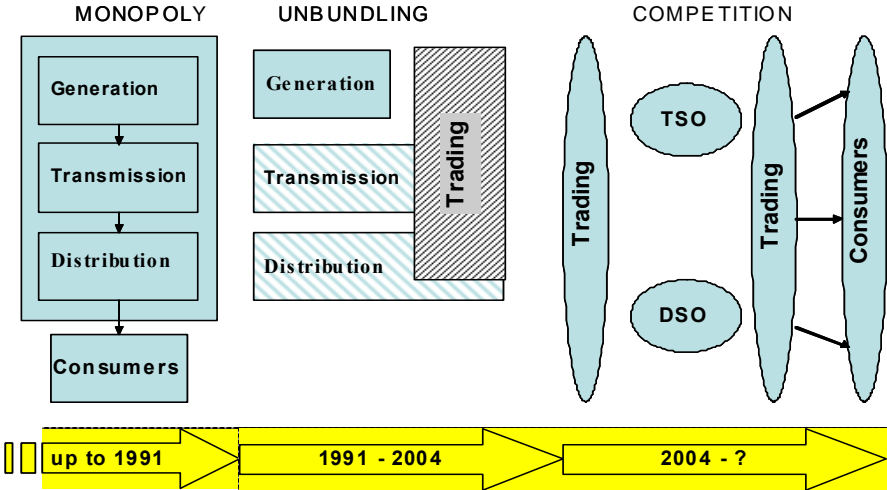 MONOPOLY
UNBUNDLING
COMPETITION
Generation
Transmission
Distribution
Consumers
Generation
Transmission
Distribution
Trading
Trading
TSO
DSO
Trading
Consumers
up to 1991
1991 - 2004
2004 - ?